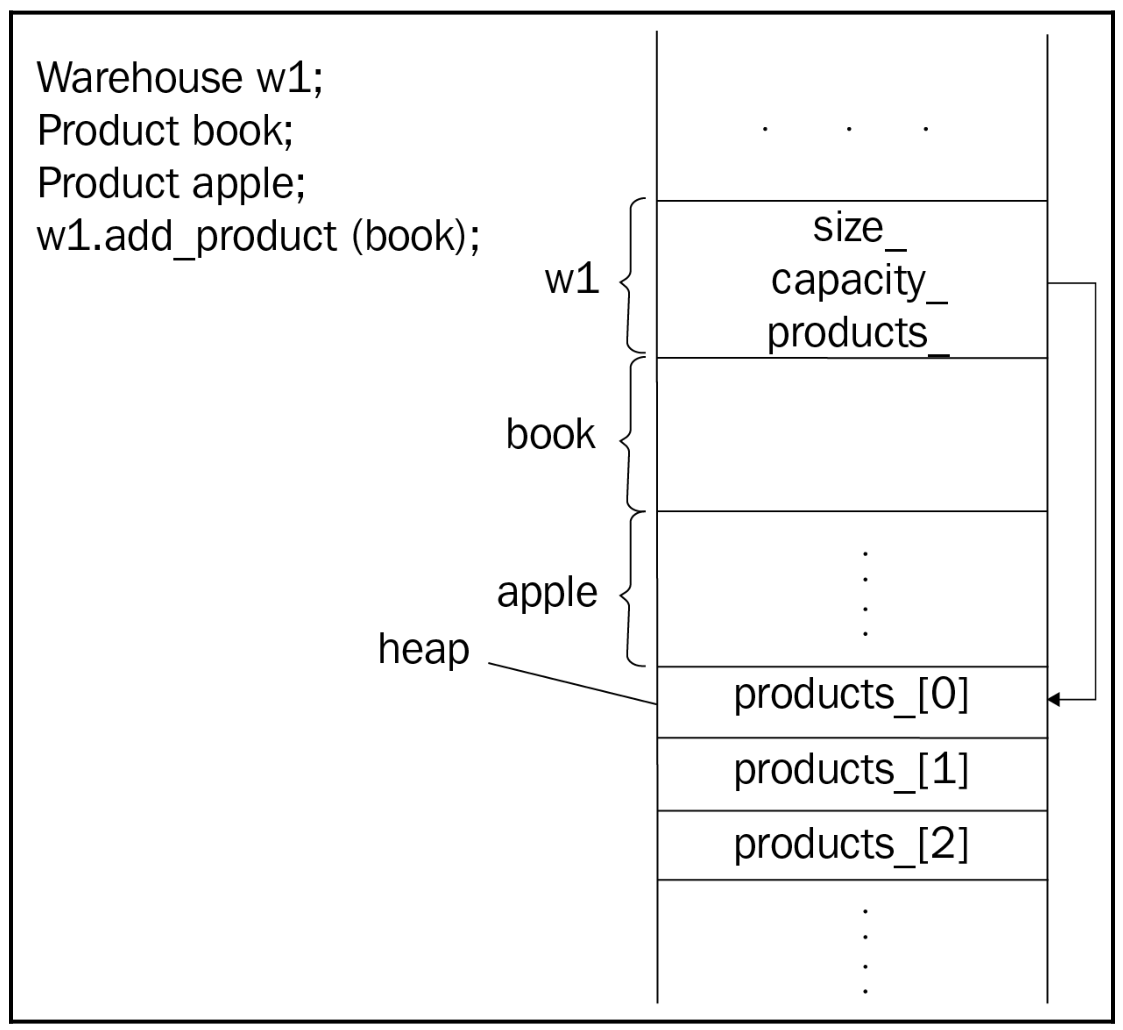 Warehouse w1;
Product book;
Product apple;
w1.add_product (book);
. . .
size_
w1
capacity_
products_
book
apple
heap
products_[0]
products_[1]
products_[2]